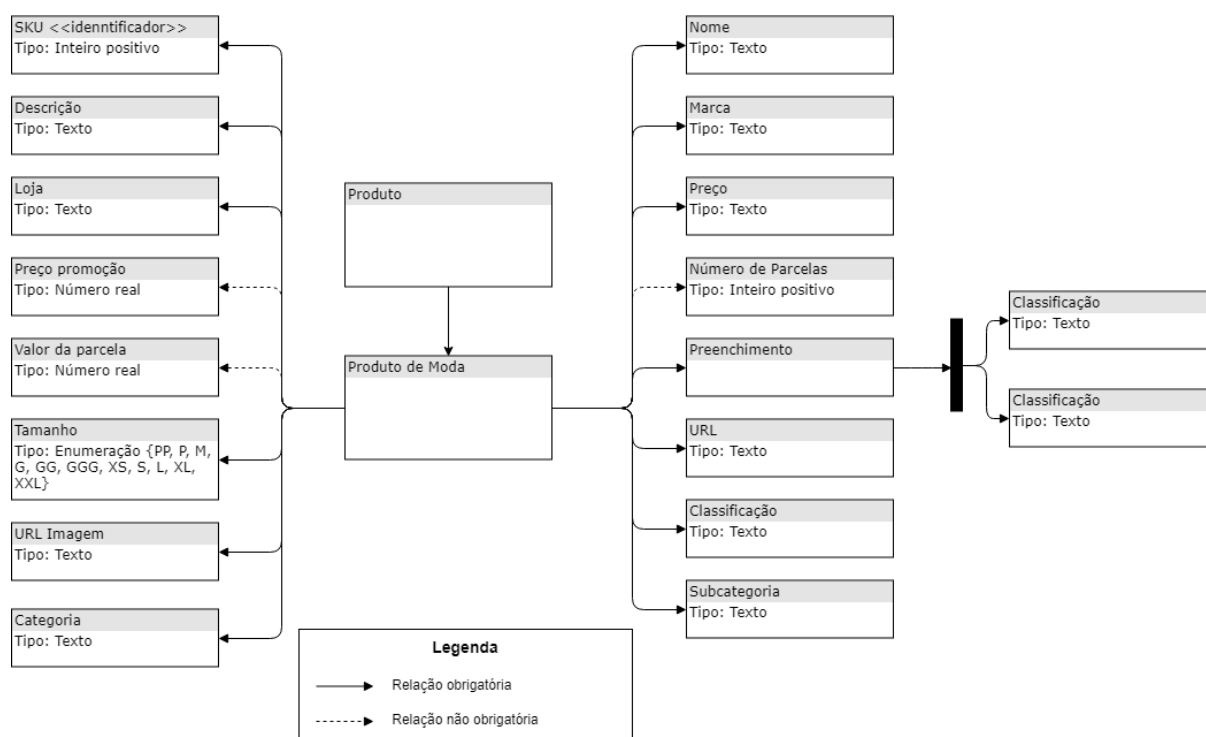 SKU <<idenntificador>>
Tipo: Inteiro positivo
Descrição
Tipo: Texto
Loja
Tipo: Texto
Preço promoção
Tipo: Número real
Valor da parcela
Tipo: Número real
Tamanho
Tipo: Enumeração {PP, P, M,
G, GG, GGG, XS, S, L, XL,
XXL}
URL Imagem
Tipo: Texto
Categoria
Tipo: Texto
Produto
Produto de Moda
Nome
Tipo: Texto
Marca
Tipo: Texto
Preço
Tipo: Texto
Número de Parcelas
Tipo: Inteiro positivo
Preenchimento
URL
Tipo: Texto
Classificação
Tipo: Texto
Subcategoria
Tipo: Texto
Classificação
Tipo: Texto
Classificação
Tipo: Texto
Legenda
Relação obrigatória
Relação não obrigatória